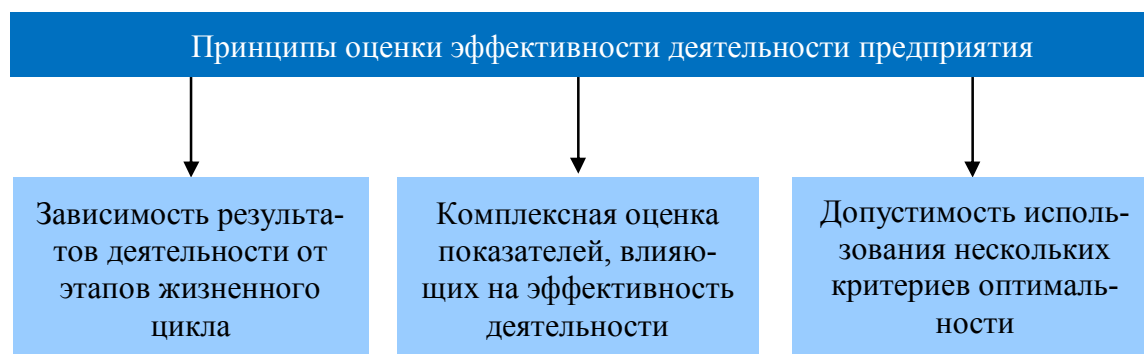 Принципы оценки эффективности деятельности предприятия
Зависимость результа-
тов деятельности от
этапов жизненного
цикла
Комплексная оценка
показателей, влияю-
щих на эффективность
деятельности
Допустимость исполь-
зования нескольких
критериев оптималь-
ности